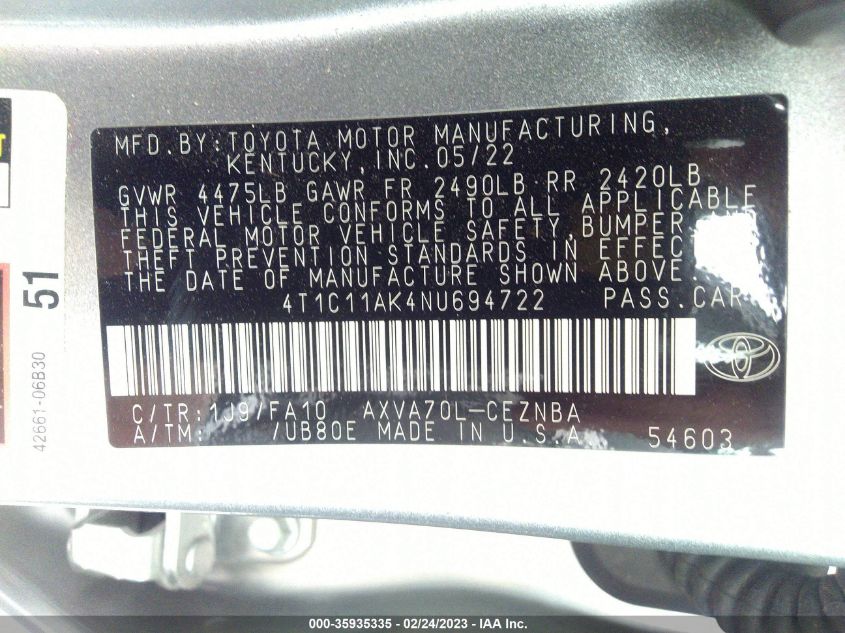 MFD.BY:TOYOTA MOTOR MANUFACTURING,
KENTUCKY,INC.05/22
GVWR 4475LB GAWR FR 2490LB RR 2420LB
THIS VEHICLE CONFORMS TO ALL APPLICABLE
FEDERAL MOTOR VEHICLE SAFETY,BUMPER,AND
THEFT PREVENTION STANDARDS IN EFFECT
THE DATE OF MANUFACTURE SHOWN ABOVE
4T1C11AK4NU694722 PASS.CAR
C/TR:1J9/FA10 AXVA70L-CEZNBA
A/TM: /UB80E MADE IN U.S.A 54603
51
42661-06B30
000-35935335 - 02/24/2023 - IAA Inc.